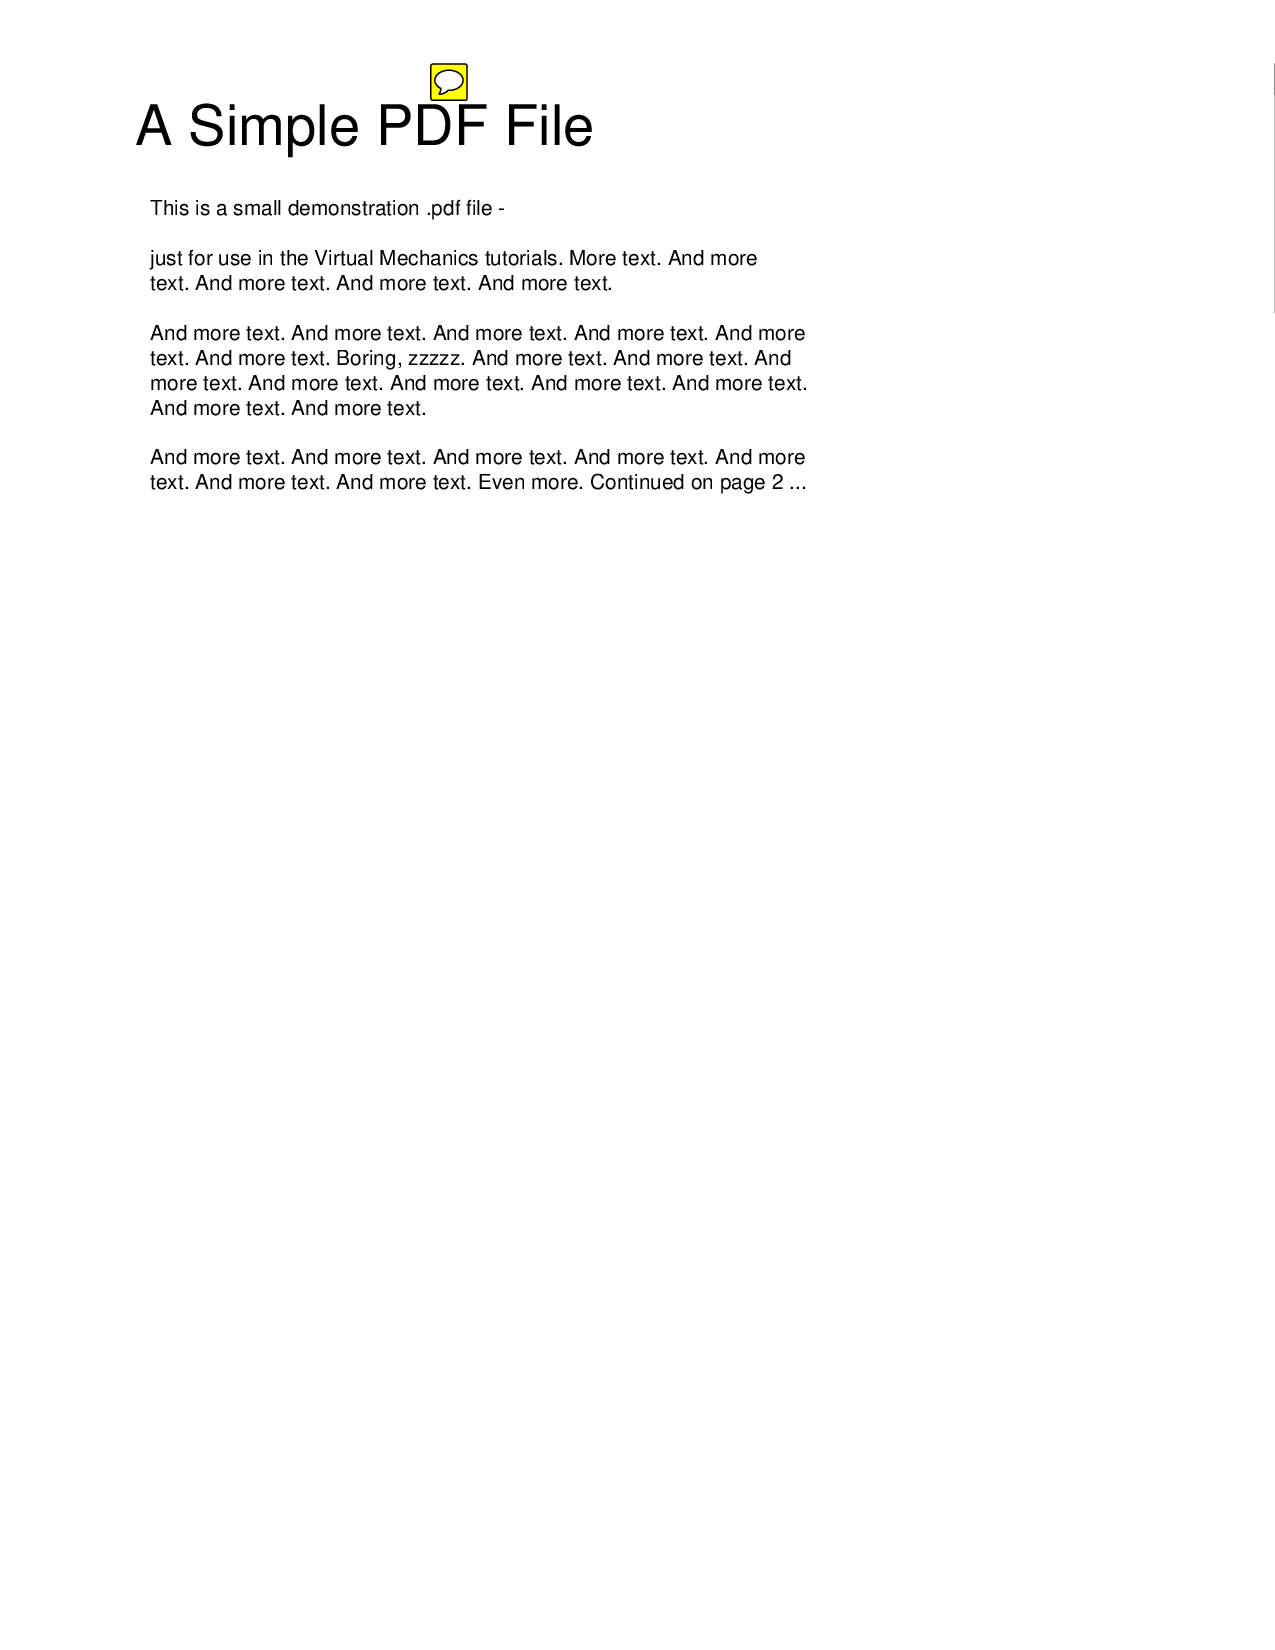 A Simple PDF File
This is a small demonstration .pdf file -
just for use in the Virtual Mechanics tutorials. More text. And more
text. And more text. And more text. And more text.
And more text. And more text. And more text. And more text. And more
text. And more text. Boring, zzzzz. And more text. And more text. And
more text. And more text. And more text. And more text. And more text.
And more text. And more text.
And more text. And more text. And more text. And more text. And more
text. And more text. And more text. Even more. Continued on page 2 ...